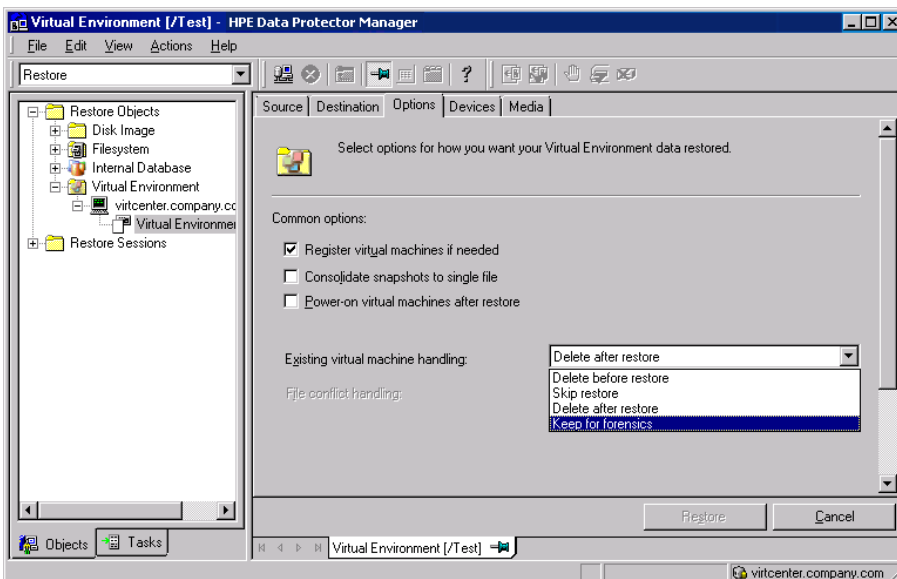 Virtual Environment [/Test] - HPE Data Protector Manager
File Edit View Actions Help
Restore
Restore Objects
Disk Image
Filesystem
Internal Database
Virtual Environment
virtcenter.company.co
Virtual Environmen
Restore Sessions
Objects Tasks
Source Destination Options Devices Media
Select options for how you want your Virtual Environment data restored.
Common options:
Register virtual machines if needed
Consolidate snapshots to single file
Power-on virtual machines after restore
Existing virtual machine handling: Delete after restore
Delete before restore
Skip restore
Delete after restore
Keep for forensics
File conflict handling:
Restore Cancel
Virtual Environment [/Test]
virtcenter.company.com